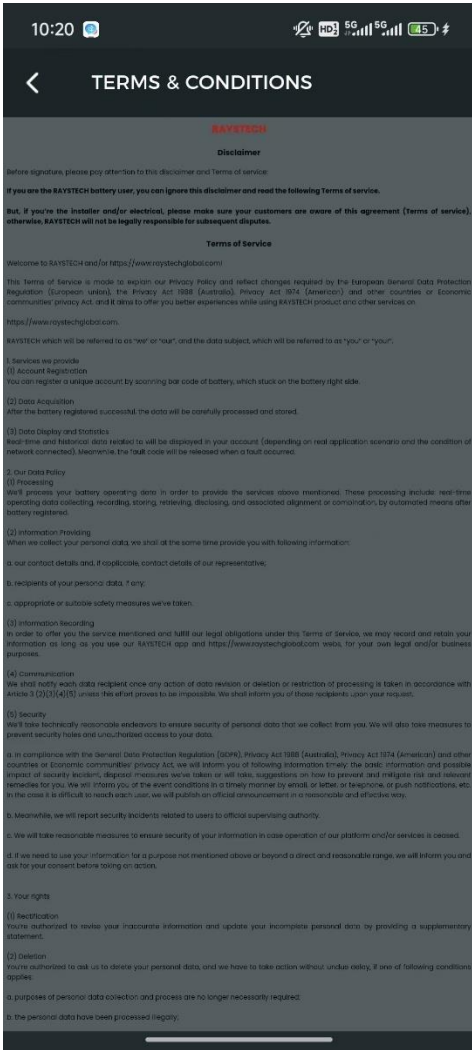 10:20
HD 5G 5G 45
TERMS & CONDITIONS
RAYSTECH
Disclaimer
Before signature, please pay attention to this disclaimer and Terms of service:
If you are the RAYSTECH battery user, you can ignore this disclaimer and read the following Terms of service.
But, if you're the installer and/or electrical, please make sure your customers are aware of this agreement (Terms of service),
otherwise, RAYSTECH will not be legally responsible for subsequent disputes.
Terms of Service
Welcome to RAYSTECH and/or https://www.raystechglobal.com!
This Terms of Service is made to explain our Privacy Policy and reflect changes required by the European General Data Protection
Regulation (European union), the Privacy Act 1988 (Australia), Privacy Act 1974 (American) and other countries or Economic
communities' privacy Act, and it aims to offer you better experiences while using RAYSTECH product and other services on
https://www.raystechglobal.com.
RAYSTECH which will be referred to as "we" or "our", and the data subject, which will be referred to as "you" or "your".
1. Services we provide
(1) Account Registration
You can register a unique account by scanning bar code of battery, which stuck on the battery right side.
(2) Data Acquisition
After the battery registered successful, the data will be carefully processed and stored.
(3) Data Display and Statistics
Real-time and historical data related to will be displayed in your account (depending on real application scenario and the condition of
network connected). Meanwhile, the fault code will be released when a fault occurred.
2. Our Data Policy
(1) Processing
We'll process your battery operating data in order to provide the services above mentioned. These processing include real-time
operating data collecting, recording, storing, retrieving, disclosing, and associated alignment or combination, by automated means after
battery registered.
(2) Information Providing
When we collect your personal data, we shall at the same time provide you with following information:
a. our contact details and, if applicable, contact details of our representative;
b. recipients of your personal data, if any;
c. appropriate or suitable safety measures we've taken.
(3) Information Recording
In order to offer you the service mentioned and fulfill our legal obligations under this Terms of Service, we may record and retain your
information as long as you use our RAYSTECH app and https://www.raystechglobal.com webs, for your own legal and/or business
purposes.
(4) Communication
We shall notify each data recipient once any action of data revision or deletion or restriction of processing is taken in accordance with
Article 3 (2)(3)(4)(5) unless this effort proves to be impossible. We shall inform you of those recipients upon your request.
(5) Security
We'll take technically reasonable endeavors to ensure security of personal data that we collect from you. We will also take measures to
prevent security holes and unauthorized access to your data.
a. In compliance with the General Data Protection Regulation (GDPR), Privacy Act 1988 (Australia), Privacy Act 1974 (American) and other
countries or Economic communities' privacy Act, we will inform you of following information timely: the basic information and possible
impact of security incident, disposal measures we've taken or will take, suggestions on how to prevent and mitigate risk and relevant
remedies for you. We will inform you of the event conditions in a timely manner by email, or letter, or telephone, or push notifications, etc.
In the case it is difficult to reach each user, we will publish an official announcement in a reasonable and effective way.
b. Meanwhile, we will report security incidents related to users to official supervising authority.
c. We will take reasonable measures to ensure security of your information in case operation of our platform and/or services is ceased.
d. If we need to use your information for a purpose not mentioned above or beyond a direct and reasonable range, we will inform you and
ask for your consent before taking an action.
3. Your rights
(1) Rectification
You're authorized to revise your inaccurate information and update your incomplete personal data by providing a supplementary
statement.
(2) Deletion
You're authorized to ask us to delete your personal data, and we have to take action without undue delay, if one of following conditions
applies:
a. purposes of personal data collection and process are no longer necessarily required;
b. the personal data have been processed illegally;